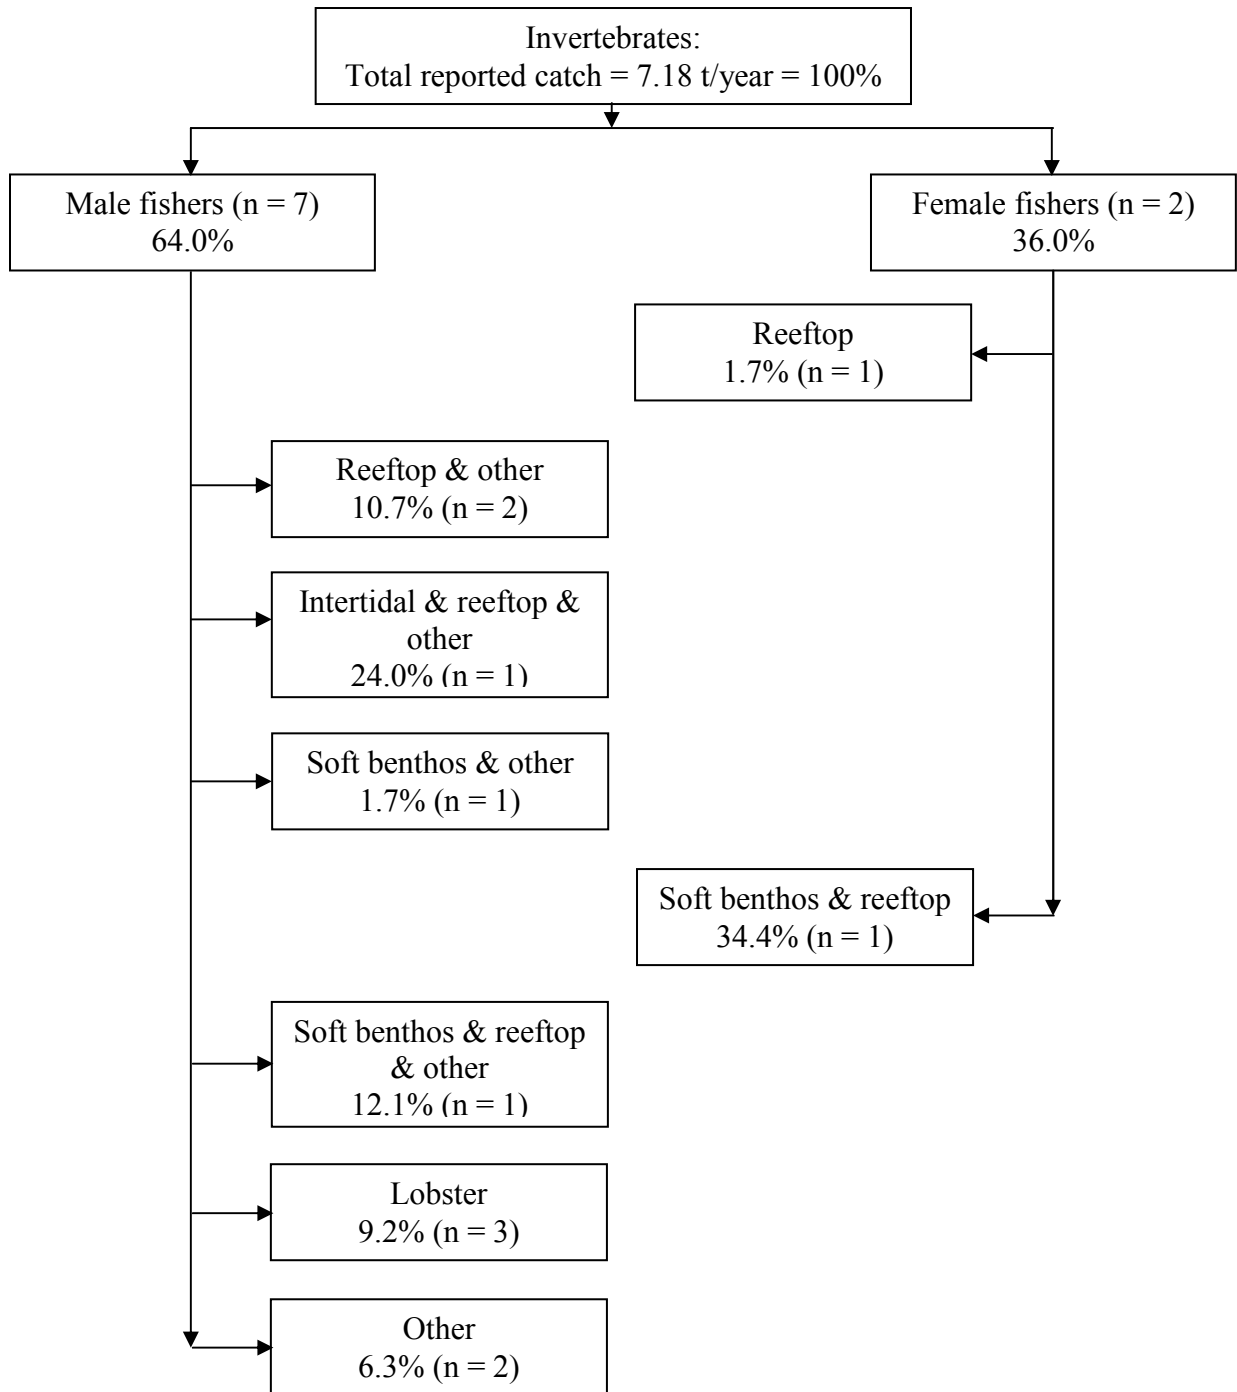 Invertebrates:
Total reported catch = 7.18 t/year = 100%
Male fishers (n = 7)
64.0%
Female fishers (n = 2)
36.0%
Reeftop
1.7% (n = 1)
Reeftop & other
10.7% (n = 2)
Intertidal & reeftop &
other
24.0% (n = 1)
Soft benthos & other
1.7% (n = 1)
Soft benthos & reeftop
34.4% (n = 1)
Soft benthos & reeftop
& other
12.1% (n = 1)
Lobster
9.2% (n = 3)
Other
6.3% (n = 2)